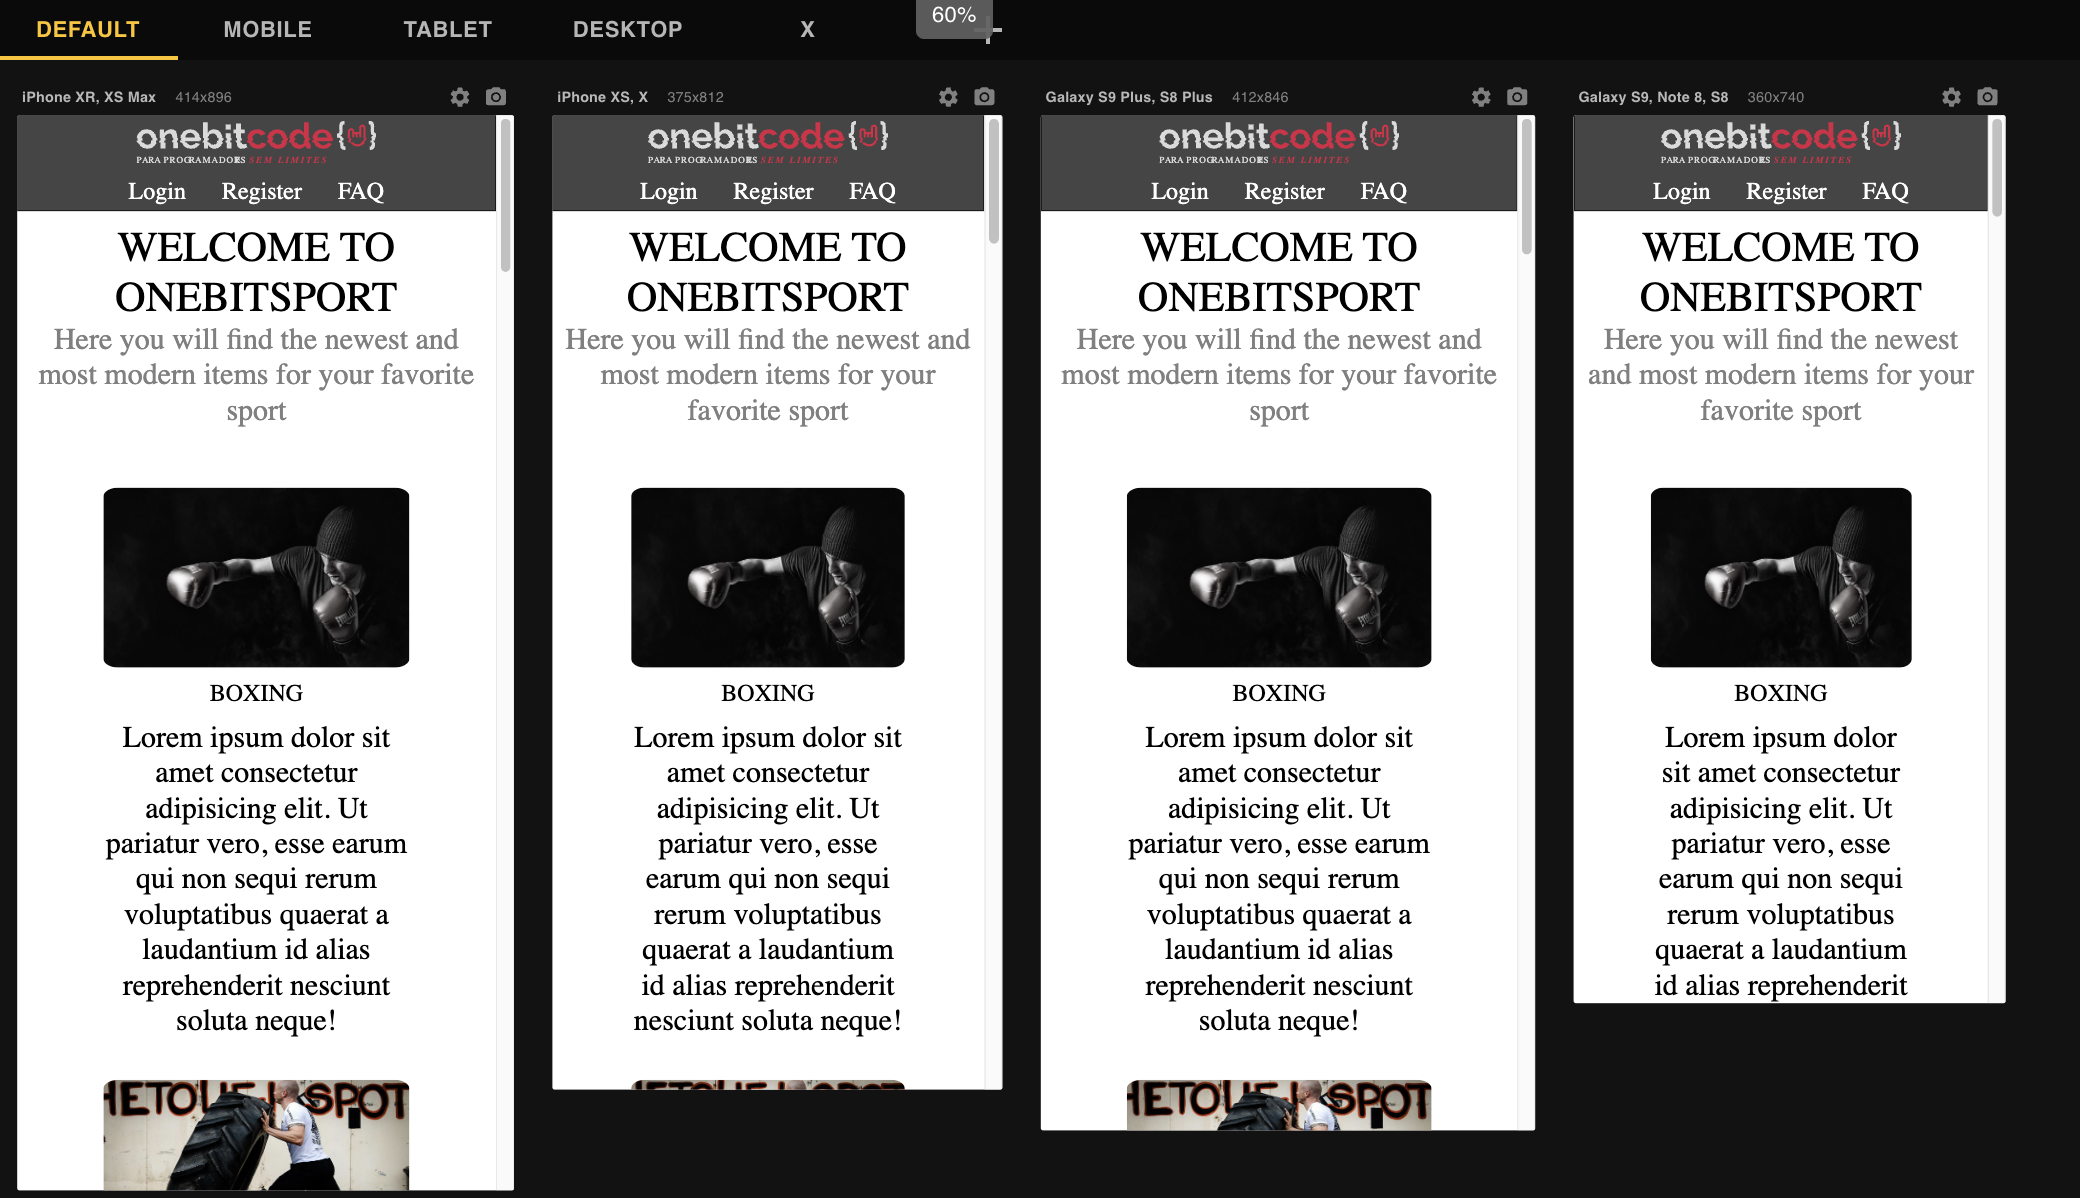 DEFAULT
MOBILE
TABLET
DESKTOP
X
60%
iPhone XR, XS Max 414x896
onebitcode{}
PARA PROGRAMADORES SEM LIMITES
Login Register FAQ
WELCOME TO
ONEBITSPORT
Here you will find the newest and
most modern items for your favorite
sport
BOXING
Lorem ipsum dolor sit
amet consectetur
adipisicing elit. Ut
pariatur vero, esse earum
qui non sequi rerum
voluptatibus quaerat a
laudantium id alias
reprehenderit nesciunt
soluta neque!
SPOT
iPhone XS, X 375x812
onebitcode{}
PARA PROGRAMADORES SEM LIMITES
Login Register FAQ
WELCOME TO
ONEBITSPORT
Here you will find the newest and
most modern items for your
favorite sport
BOXING
Lorem ipsum dolor sit
amet consectetur
adipisicing elit. Ut
pariatur vero, esse
earum qui non sequi
rerum voluptatibus
quaerat a laudantium
id alias reprehenderit
nesciunt soluta neque!
Galaxy S9 Plus, S8 Plus 412x846
onebitcode{}
PARA PROGRAMADORES SEM LIMITES
Login Register FAQ
WELCOME TO
ONEBITSPORT
Here you will find the newest and
most modern items for your favorite
sport
BOXING
Lorem ipsum dolor sit
amet consectetur
adipisicing elit. Ut
pariatur vero, esse earum
qui non sequi rerum
voluptatibus quaerat a
laudantium id alias
reprehenderit nesciunt
soluta neque!
SPOT
Galaxy S9, Note 8, S8 360x740
onebitcode{}
PARA PROGRAMADORES SEM LIMITES
Login Register FAQ
WELCOME TO
ONEBITSPORT
Here you will find the newest
and most modern items for your
favorite sport
BOXING
Lorem ipsum dolor
sit amet consectetur
adipisicing elit. Ut
pariatur vero, esse
earum qui non sequi
rerum voluptatibus
quaerat a laudantium
id alias reprehenderit